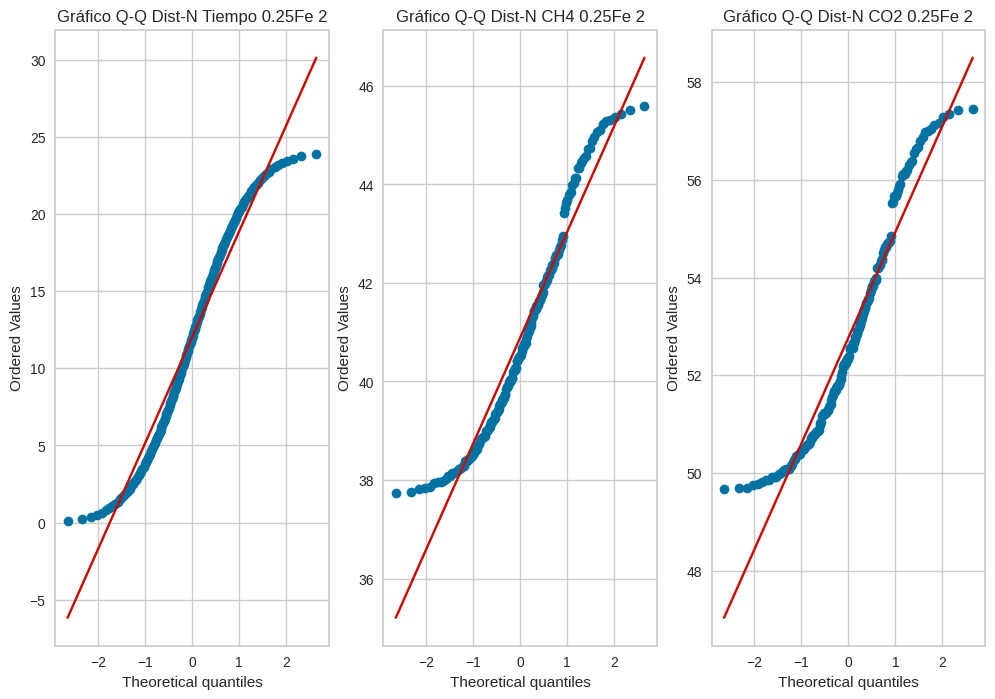 Gráfico Q-Q Dist-N Tiempo 0.25Fe 2
30
25
20
15
10
5
0
−5
Ordered Values
−2 −1 0 1 2
Theoretical quantiles
Gráfico Q-Q Dist-N CH4 0.25Fe 2
46
44
42
40
38
36
Ordered Values
−2 −1 0 1 2
Theoretical quantiles
Gráfico Q-Q Dist-N CO2 0.25Fe 2
58
56
54
52
50
48
Ordered Values
−2 −1 0 1 2
Theoretical quantiles